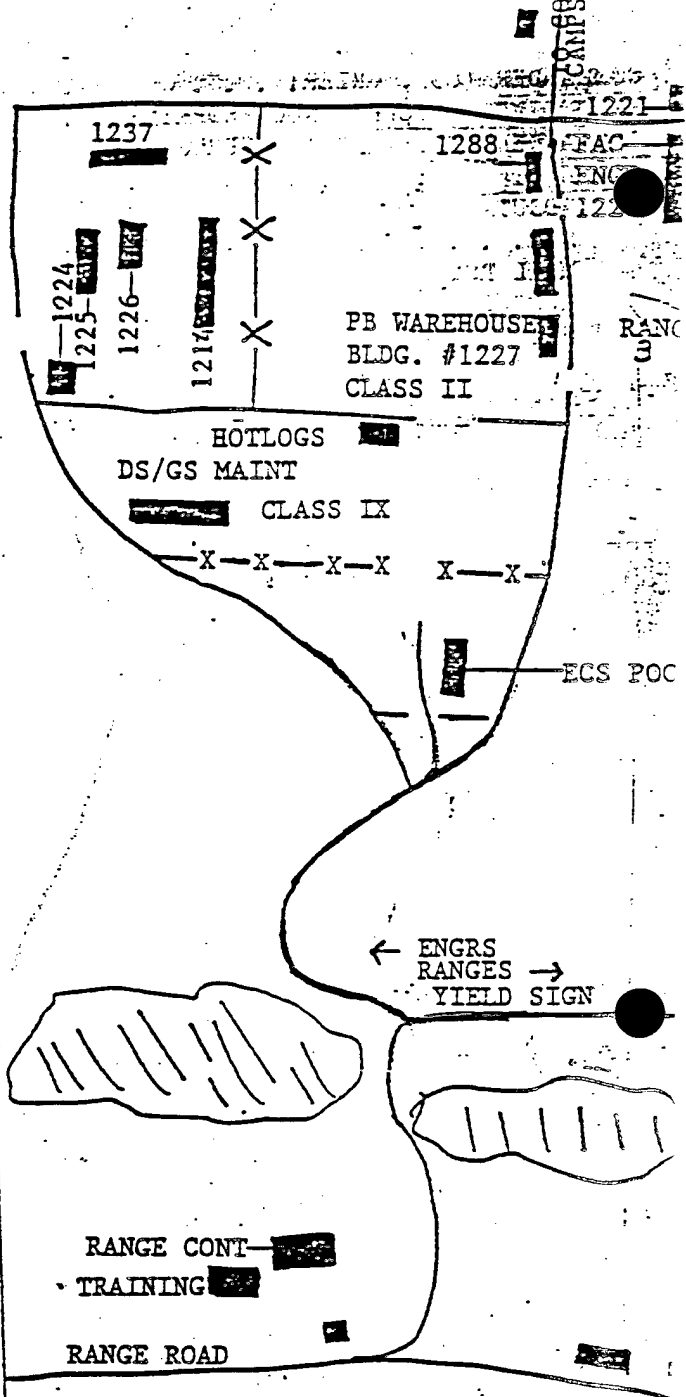 CAMPS
1237
1288
1221
FAC
ENG
1224
1225
1226
1214
PB WAREHOUSE
BLDG. #1227
CLASS II
HOTLOGS
DS/GS MAINT
CLASS IX
X X X X X X
ECS POC
← ENGRS
RANGES →
YIELD SIGN
RANGE CONT
TRAINING
RANGE ROAD